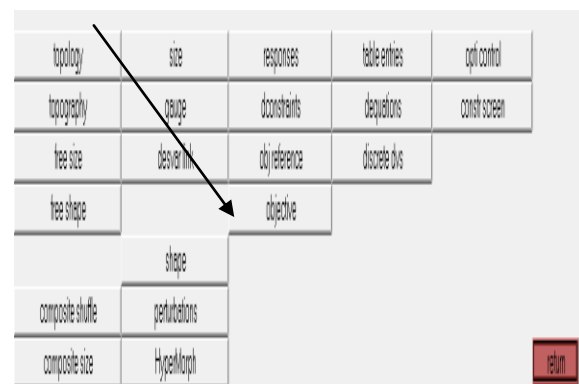 topology size responses table entries opti control
topography gauge dconstraints dequations constr screen
free size desvar link obj reference discrete dvs
free shape objective
shape
composite shuffle perturbations
composite size HyperMorph return